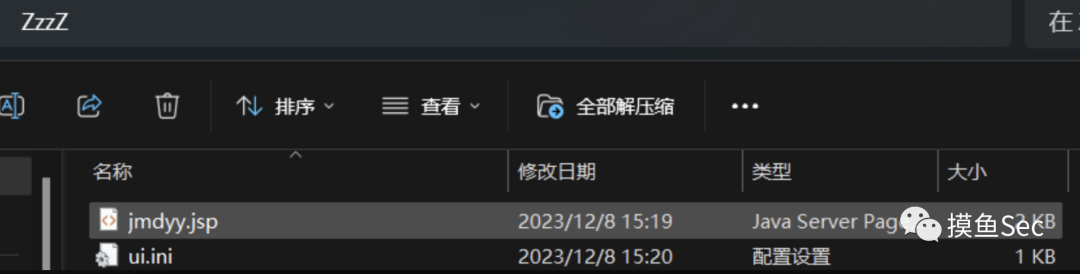 ZzzZ
在
A
排序
查看
全部解压缩
...
名称
修改日期
类型
大小
jmdyy.jsp
2023/12/8 15:19
Java Server Page
KB
摸鱼Sec
ui.ini
2023/12/8 15:20
配置设置
1 KB